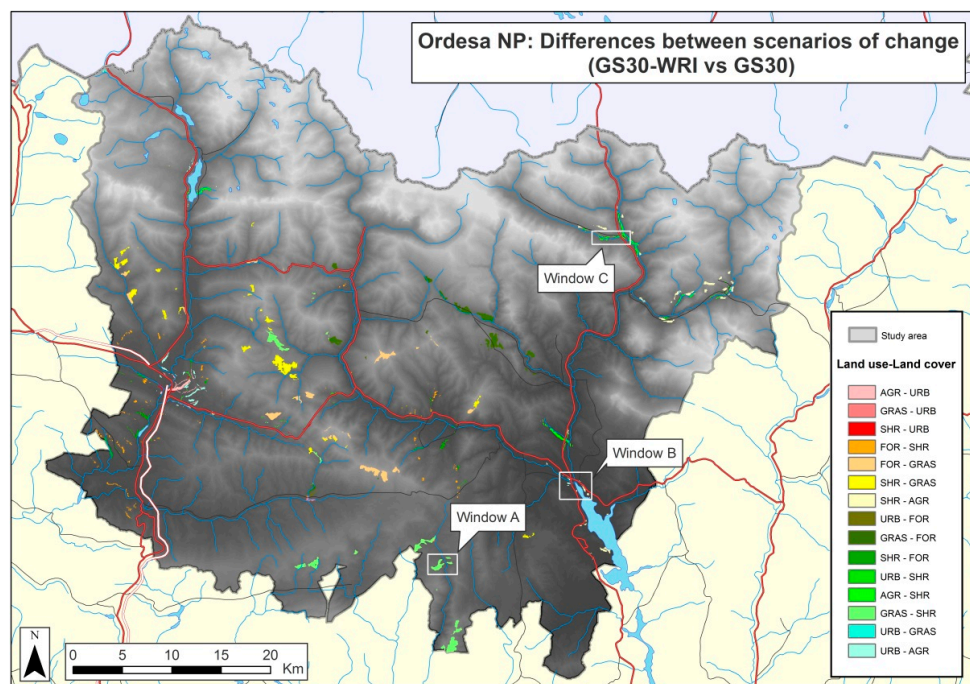 Ordesa NP: Differences between scenarios of change
(GS30-WRI vs GS30)
Window C
Window B
Window A
Study area
Land use-Land cover
AGR - URB
GRAS - URB
SHR - URB
FOR - SHR
FOR - GRAS
SHR - GRAS
SHR - AGR
URB - FOR
GRAS - FOR
SHR - FOR
URB - SHR
AGR - SHR
GRAS - SHR
URB - GRAS
URB - AGR
N
0 5 10 15 20
Km